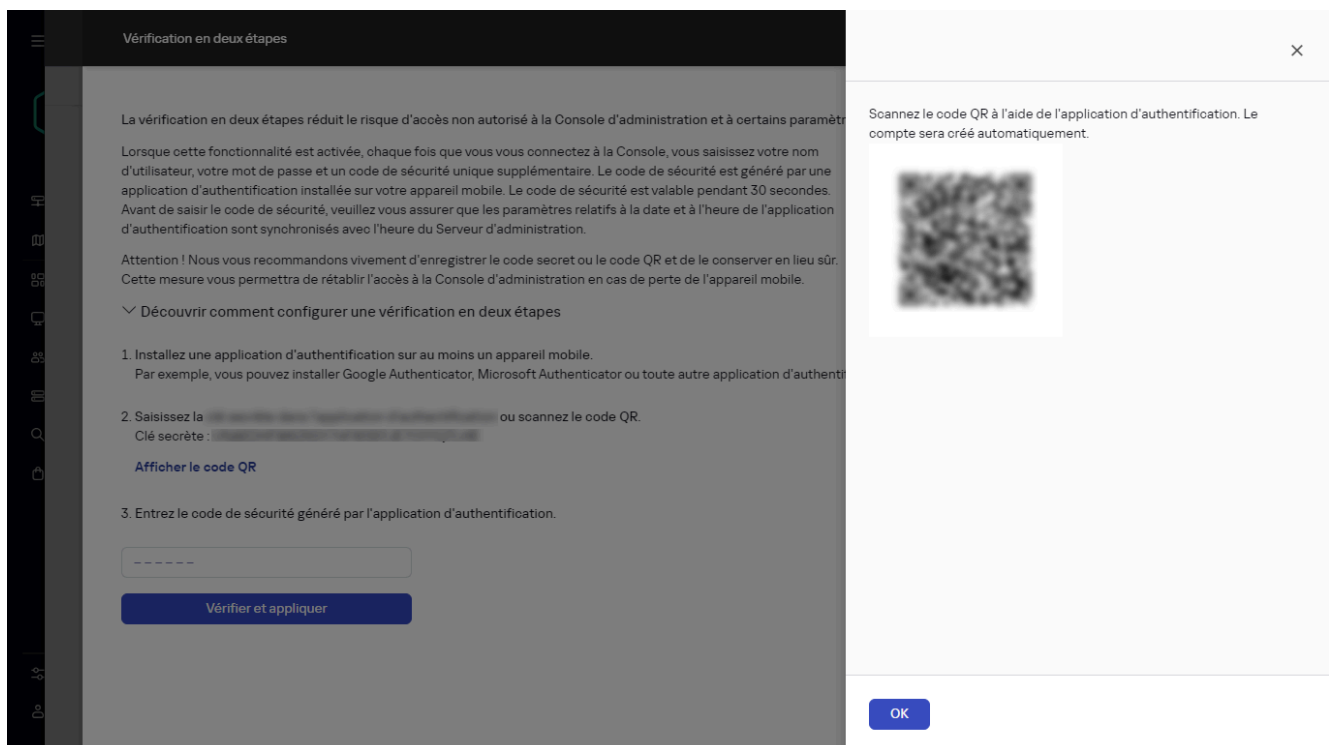 Vérification en deux étapes
La vérification en deux étapes réduit le risque d'accès non autorisé à la Console d'administration et à certains paramètr
Lorsque cette fonctionnalité est activée, chaque fois que vous vous connectez à la Console, vous saisissez votre nom
d'utilisateur, votre mot de passe et un code de sécurité unique supplémentaire. Le code de sécurité est généré par une
application d'authentification installée sur votre appareil mobile. Le code de sécurité est valable pendant 30 secondes.
Avant de saisir le code de sécurité, veuillez vous assurer que les paramètres relatifs à la date et à l'heure de l'application
d'authentification sont synchronisés avec l'heure du Serveur d'administration.
Attention ! Nous vous recommandons vivement d'enregistrer le code secret ou le code QR et de le conserver en lieu sûr.
Cette mesure vous permettra de rétablir l'accès à la Console d'administration en cas de perte de l'appareil mobile.
Découvrir comment configurer une vérification en deux étapes
1. Installez une application d'authentification sur au moins un appareil mobile.
Par exemple, vous pouvez installer Google Authenticator, Microsoft Authenticator ou toute autre application d'authenti
2. Saisissez la ou scannez le code QR.
Clé secrète :
Afficher le code QR
3. Entrez le code de sécurité généré par l'application d'authentification.
––––––
Vérifier et appliquer
Scannez le code QR à l'aide de l'application d'authentification. Le
compte sera créé automatiquement.
OK